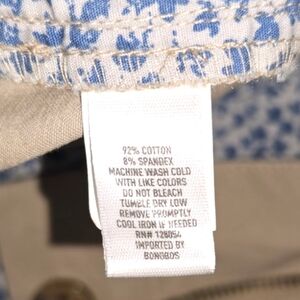 92% COTTON
8% SPANDEX
MACHINE WASH COLD
WITH LIKE COLORS
DO NOT BLEACH
TUMBLE DRY LOW
REMOVE PROMPTLY
COOL IRON IF NEEDED
RN# 128054
IMPORTED BY
BONOBOS